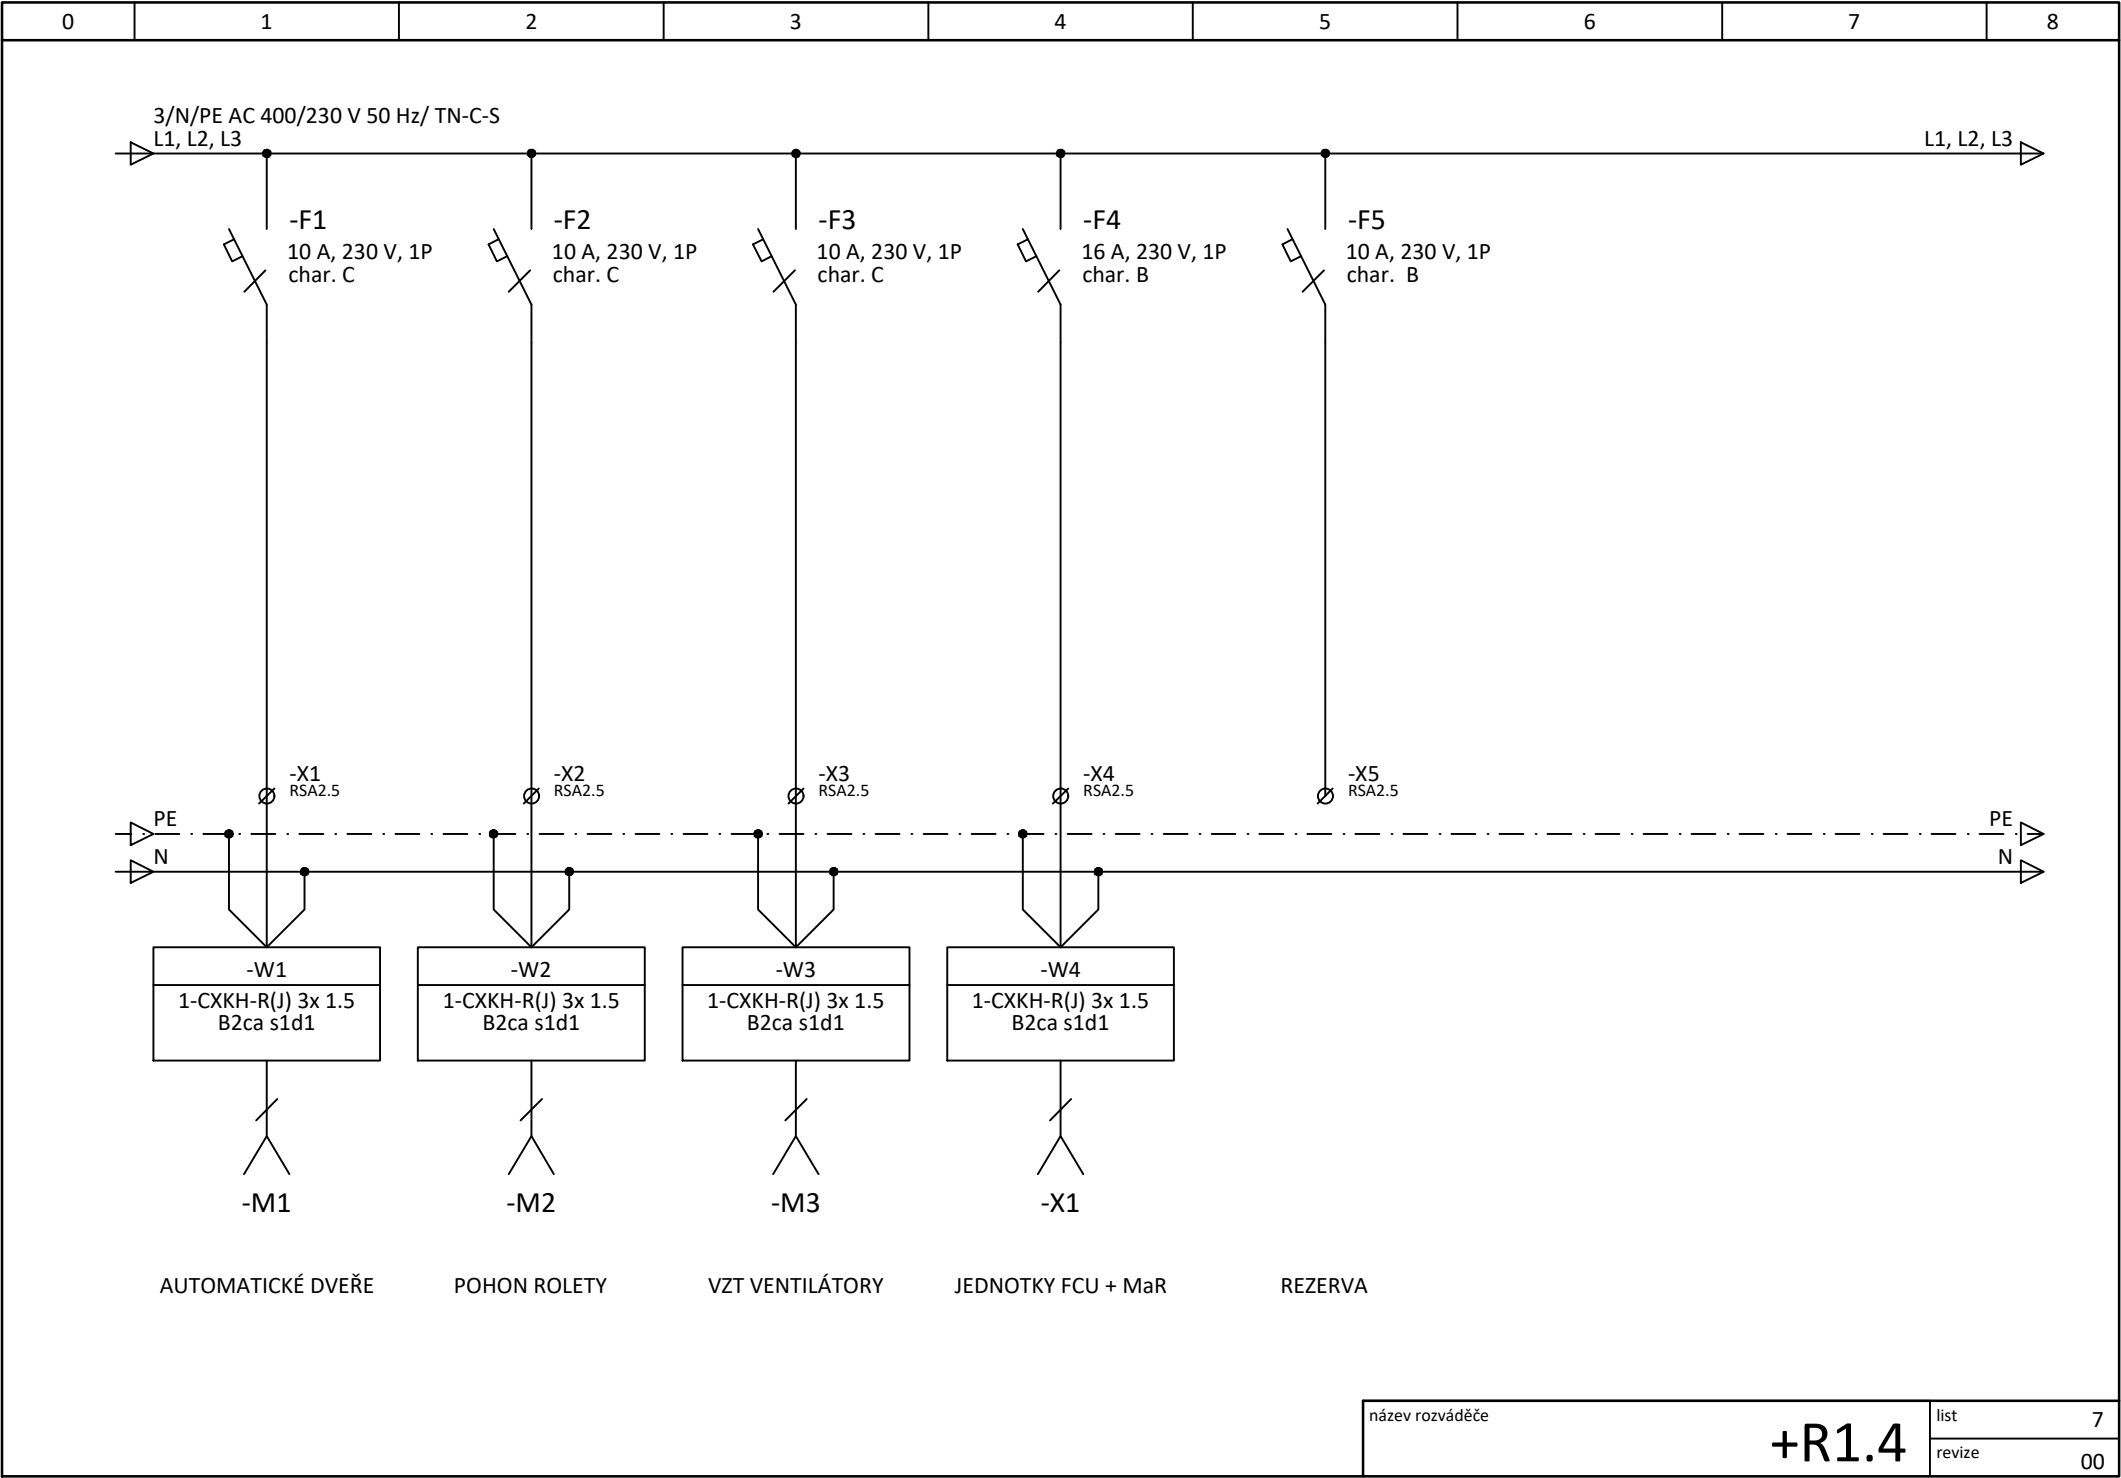 0 1 2 3 4 5 6 7 8
3/N/PE AC 400/230 V 50 Hz/ TN-C-S
L1, L2, L3 L1, L2, L3
-F1 -F2 -F3 -F4 -F5
10 A, 230 V, 1P 10 A, 230 V, 1P 10 A, 230 V, 1P 16 A, 230 V, 1P 10 A, 230 V, 1P
char. C char. C char. C char. B char. B
-X1 -X2 -X3 -X4 -X5
RSA2.5 RSA2.5 RSA2.5 RSA2.5 RSA2.5
PE PE
N N
-W1 -W2 -W3 -W4
1-CXKH-R(J) 3x 1.5 1-CXKH-R(J) 3x 1.5 1-CXKH-R(J) 3x 1.5 1-CXKH-R(J) 3x 1.5
B2ca s1d1 B2ca s1d1 B2ca s1d1 B2ca s1d1
-M1 -M2 -M3 -X1
AUTOMATICKÉ DVEŘE POHON ROLETY VZT VENTILÁTORY JEDNOTKY FCU + MaR REZERVA
název rozváděče
+R1.4
list 7
revize 00